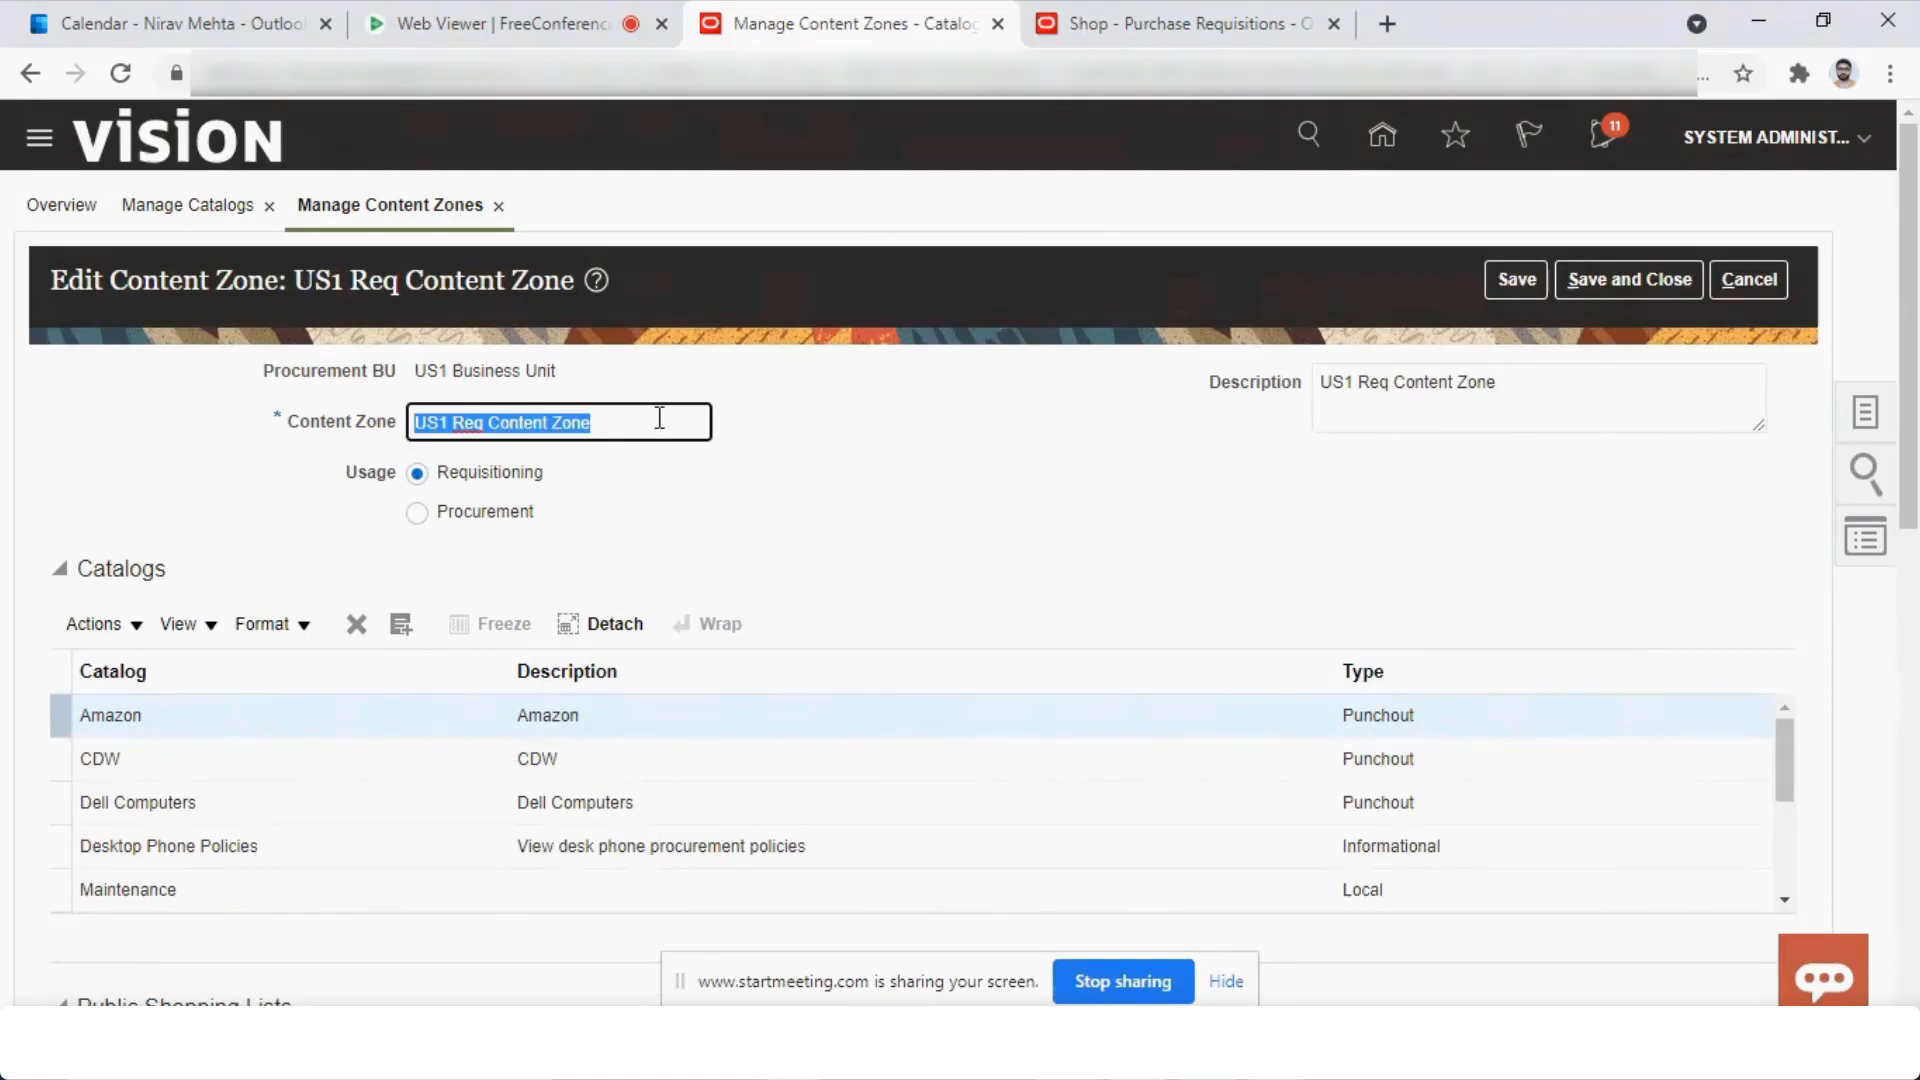 Calendar - Nirav Mehta - Outloo
Web Viewer | FreeConferenc
Manage Content Zones - Catalog
Shop - Purchase Requisitions - O
...
vision
11
SYSTEM ADMINIST...
Overview
Manage Catalogs
Manage Content Zones
Edit Content Zone: US1 Req Content Zone
Save
Save and Close
Cancel
Procurement BU US1 Business Unit
Description US1 Req Content Zone
* Content Zone US1 Req Content Zone
Usage Requisitioning
Procurement
Catalogs
Actions View Format Freeze Detach Wrap
Catalog Description Type
Amazon Amazon Punchout
CDW CDW Punchout
Dell Computers Dell Computers Punchout
Desktop Phone Policies View desk phone procurement policies Informational
Maintenance Local
www.startmeeting.com is sharing your screen. Stop sharing Hide
Public Shopping Lists